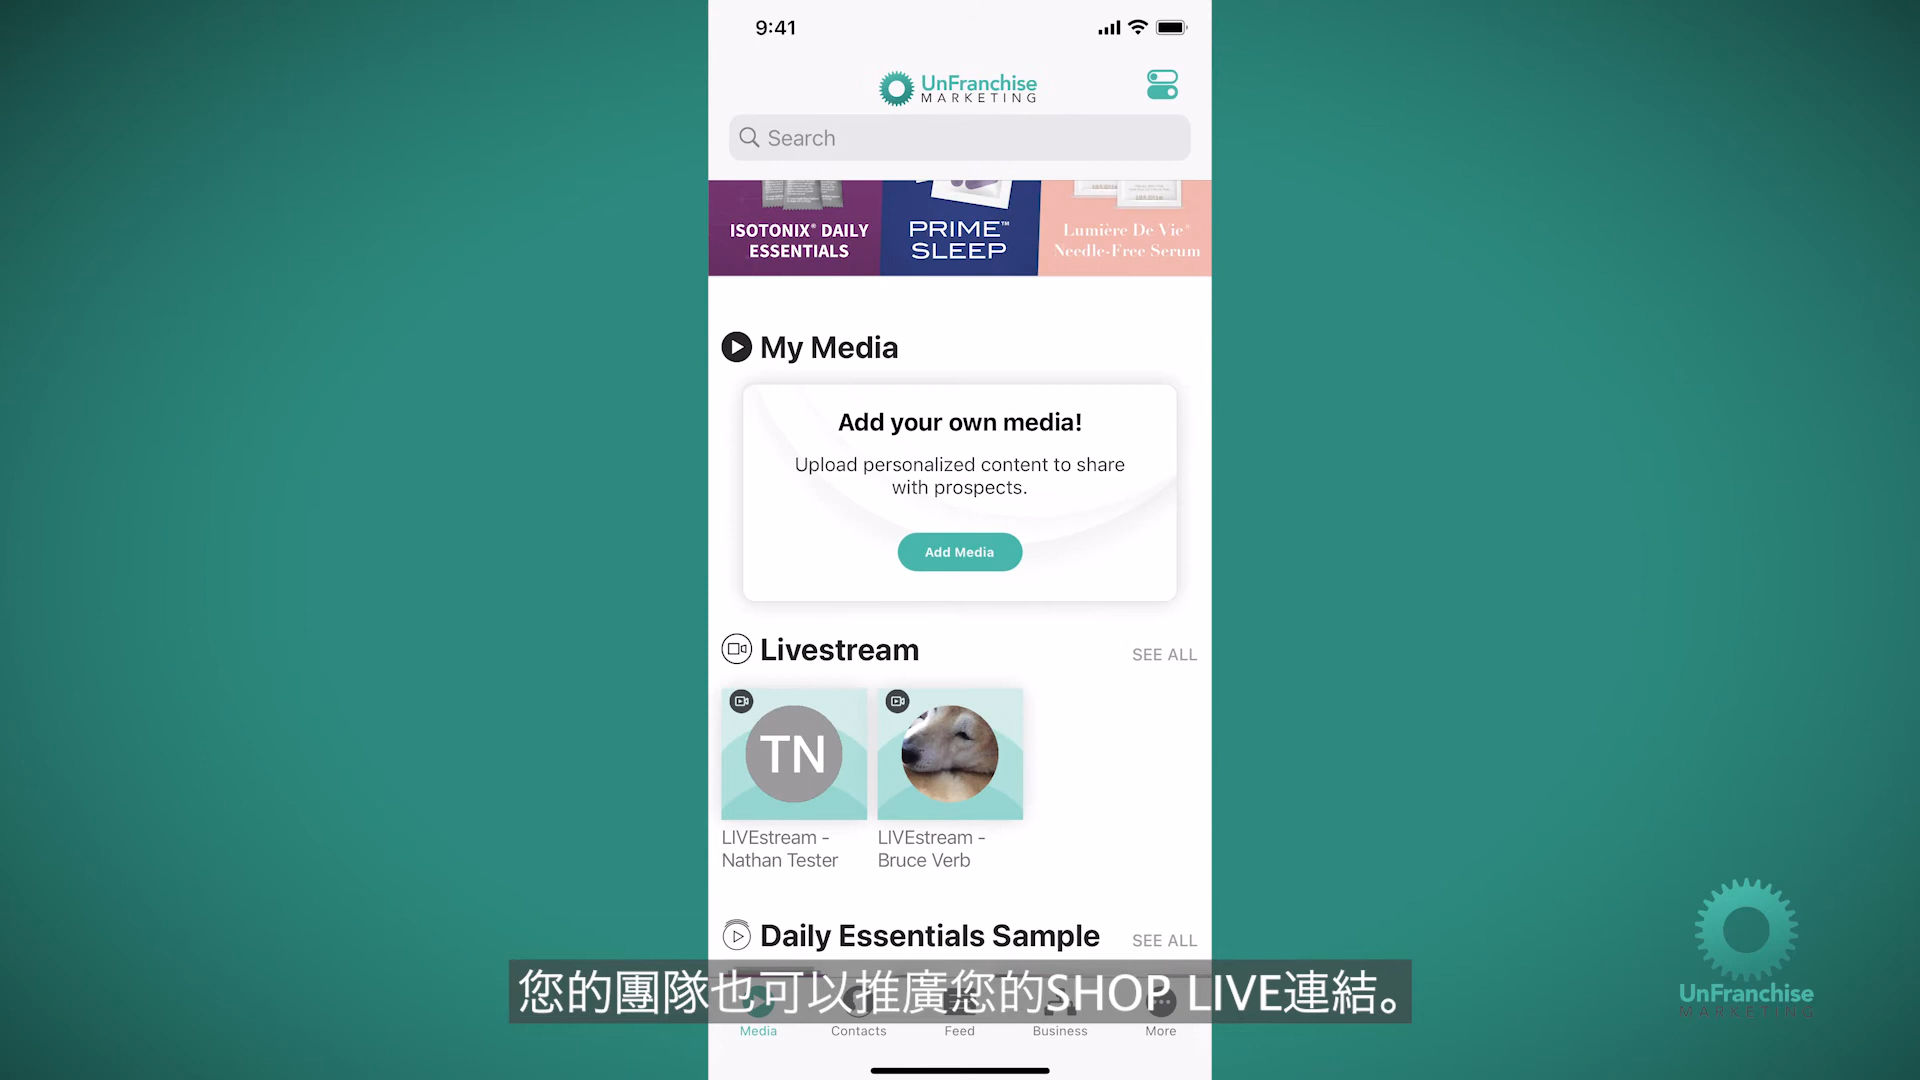 9:41
UnFranchise
MARKETING
Search
ISOTONIX® DAILY
ESSENTIALS
PRIME™
SLEEP
Lumière De Vie®
Needle-Free Serum
My Media
Add your own media!
Upload personalized content to share
with prospects.
Add Media
Livestream
SEE ALL
TN
LIVEstream -
Nathan Tester
LIVEstream -
Bruce Verb
Daily Essentials Sample
SEE ALL
您的團隊也可以推廣您的SHOP LIVE連結。
Media
Contacts
Feed
Business
More
UnFranchise
MARKETING